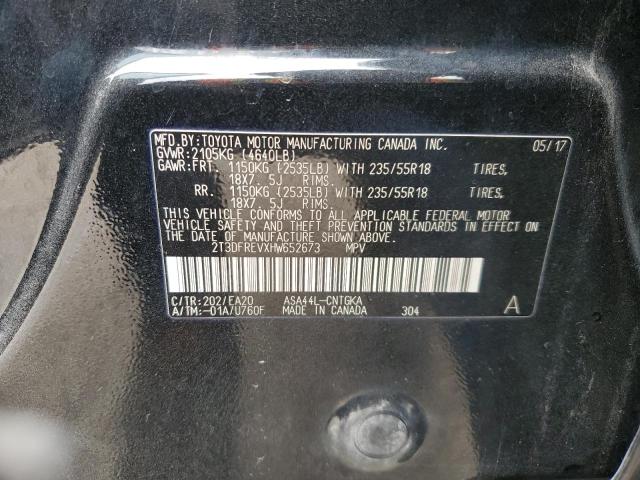 MFD.BY:TOYOTA MOTOR MANUFACTURING CANADA INC. 05/17
GVWR:2105KG (4640LB)
GAWR:FRT. 1150KG (2535LB) WITH 235/55R18 TIRES,
18X7. 5J RIMS.
RR. 1150KG (2535LB) WITH 235/55R18 TIRES,
18X7. 5J RIMS.
THIS VEHICLE CONFORMS TO ALL APPLICABLE FEDERAL MOTOR
VEHICLE SAFETY AND THEFT PREVENTION STANDARDS IN EFFECT ON
THE DATE OF MANUFACTURE SHOWN ABOVE.
2T3DFREVXHW652673 MPV
C/TR:202/EA20 ASA44L-CNTGKA
A/TM:-01A/U760F MADE IN CANADA 304 A